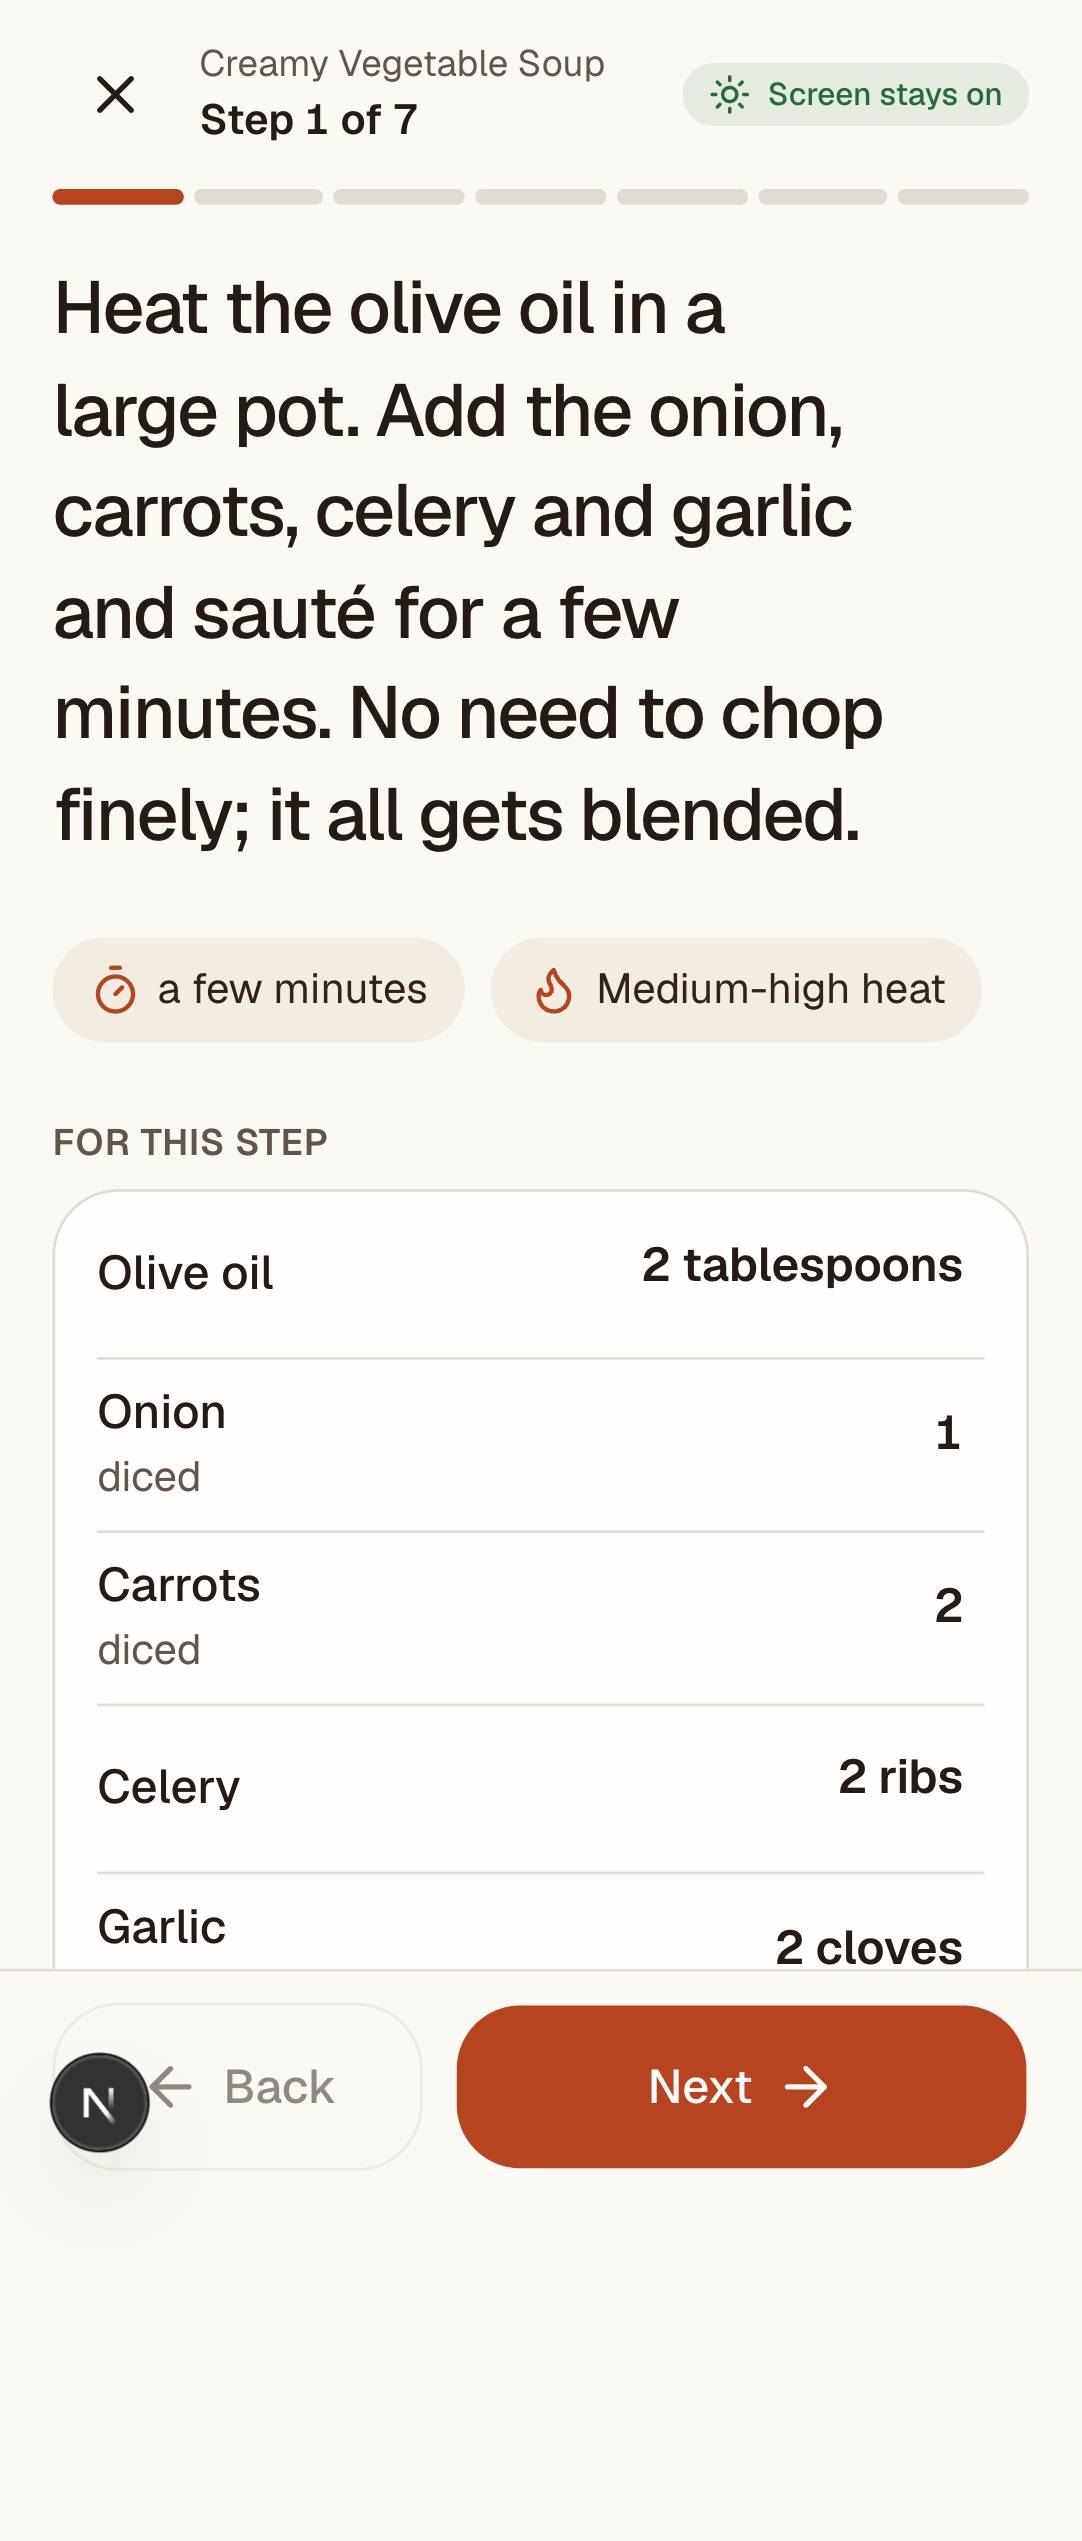 Creamy Vegetable Soup
Step 1 of 7
Screen stays on
Heat the olive oil in a
large pot. Add the onion,
carrots, celery and garlic
and sauté for a few
minutes. No need to chop
finely; it all gets blended.
a few minutes
Medium-high heat
FOR THIS STEP
Olive oil
2 tablespoons
Onion
1
diced
Carrots
2
diced
Celery
2 ribs
Garlic
2 cloves
N
Back
Next